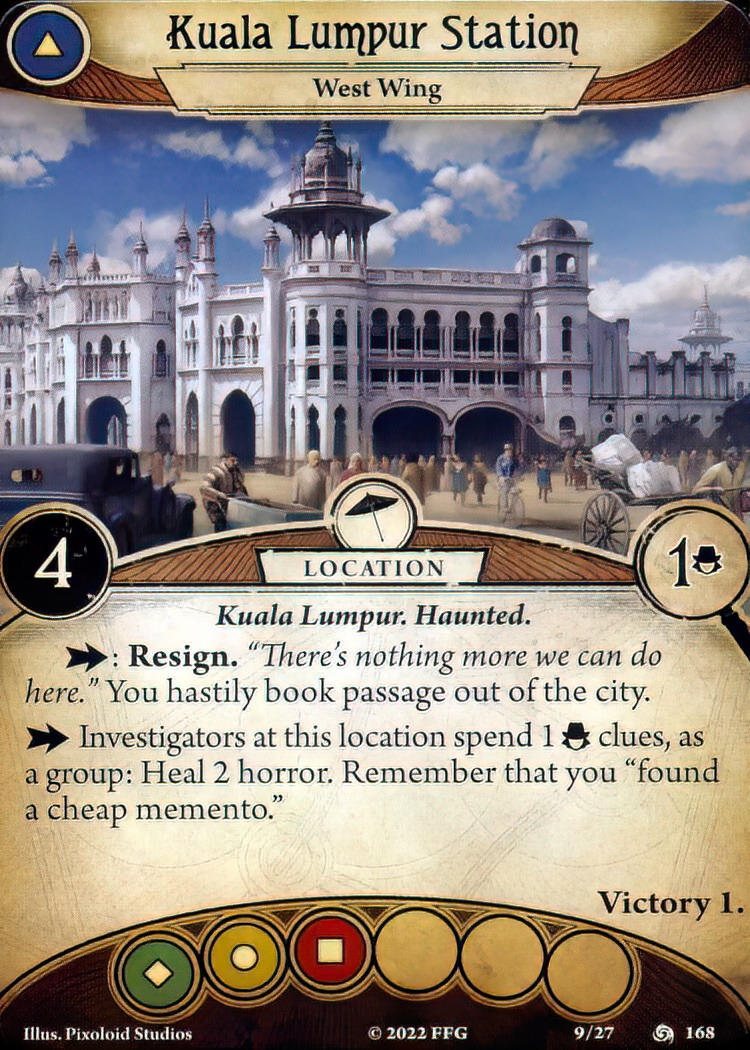 Kuala Lumpur Station
West Wing
4
1
LOCATION
Kuala Lumpur. Haunted.
: Resign. “There’s nothing more we can do
here.” You hastily book passage out of the city.
Investigators at this location spend 1 clues, as
a group: Heal 2 horror. Remember that you “found
a cheap memento.”
Victory 1.
Illus. Pixoloid Studios
© 2022 FFG
9/27
168